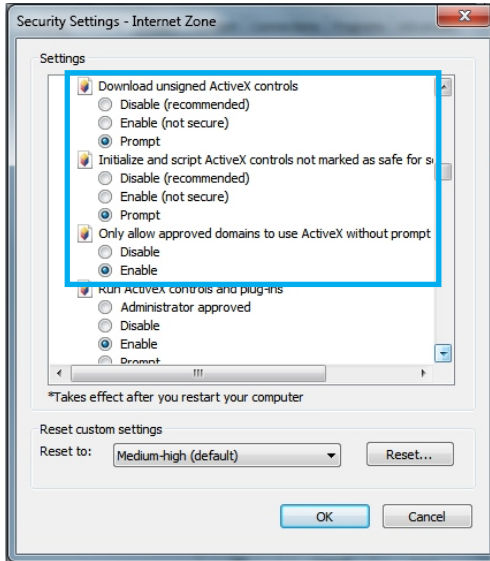 Security Settings - Internet Zone
Settings
Download unsigned ActiveX controls
Disable (recommended)
Enable (not secure)
Prompt
Initialize and script ActiveX controls not marked as safe for s
Disable (recommended)
Enable (not secure)
Prompt
Only allow approved domains to use ActiveX without prompt
Disable
Enable
Run ActiveX controls and plug-ins
Administrator approved
Disable
Enable
Prompt
*Takes effect after you restart your computer
Reset custom settings
Reset to:
Medium-high (default)
Reset...
OK
Cancel